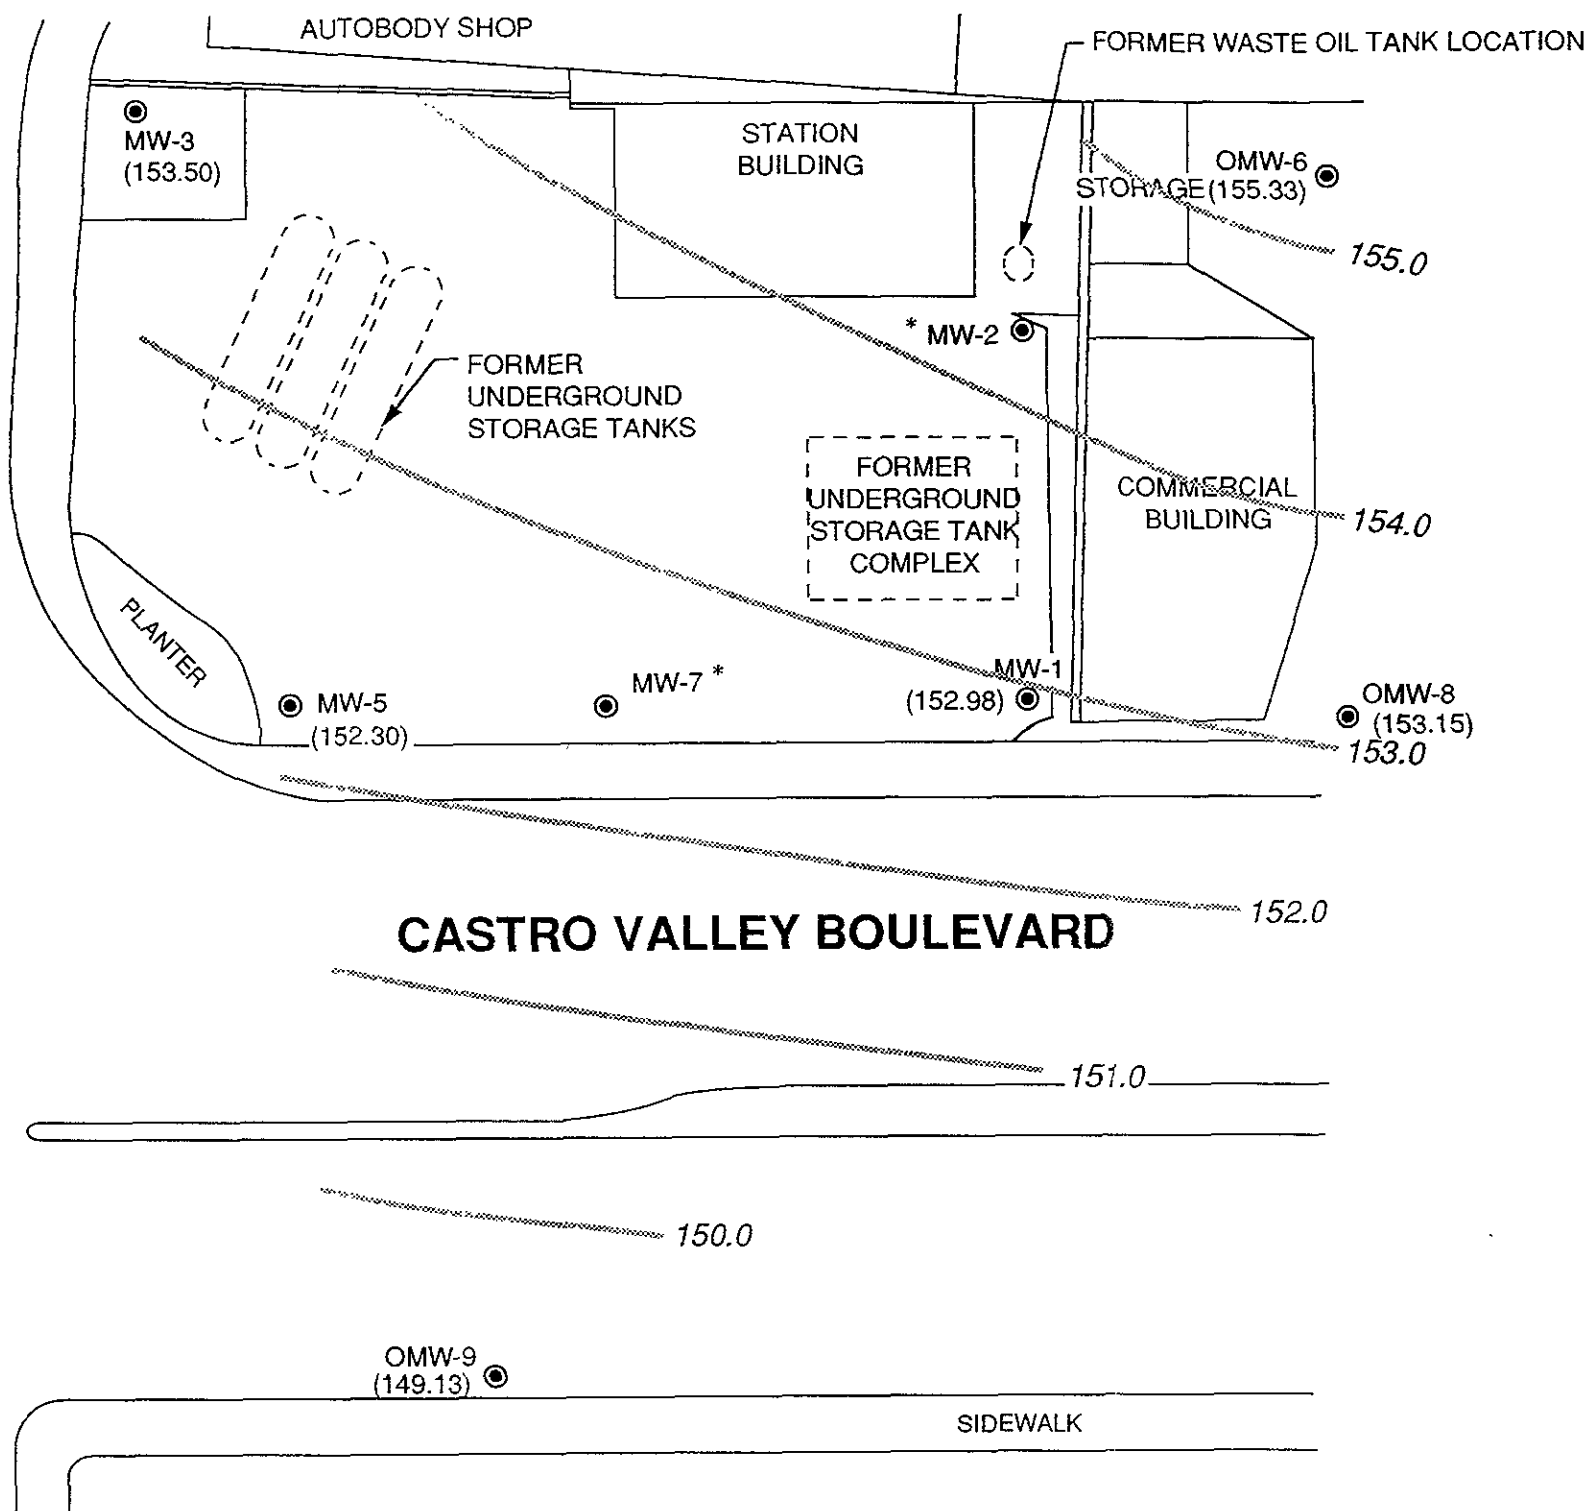 AUTOBODY SHOP
FORMER WASTE OIL TANK LOCATION
MW-3
(153.50)
STATION
BUILDING
OMW-6
STORAGE (155.33)
155.0
* MW-2
FORMER
UNDERGROUND
STORAGE TANKS
FORMER
UNDERGROUND
STORAGE TANK
COMPLEX
COMMERCIAL
BUILDING
154.0
PLANTER
MW-5
(152.30)
MW-7 *
MW-1
(152.98)
OMW-8
(153.15)
153.0
152.0
CASTRO VALLEY BOULEVARD
151.0
150.0
OMW-9
(149.13)
SIDEWALK